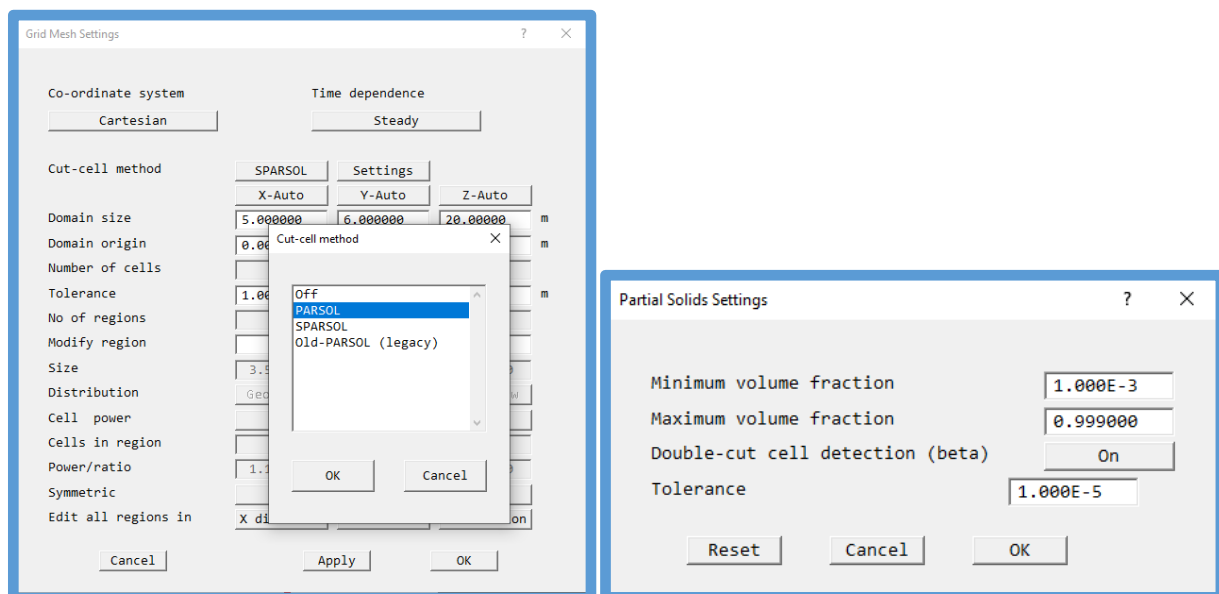 Grid Mesh Settings ? ×
Co-ordinate system Time dependence
Cartesian Steady
Cut-cell method SPARSOL Settings
X-Auto Y-Auto Z-Auto
Domain size 5.000000 6.000000 20.00000 m
Domain origin m
Number of cells
Tolerance m
No of regions
Modify region
Size
Distribution
Cell power
Cells in region
Power/ratio
Symmetric
Edit all regions in
Cancel Apply OK
Cut-cell method ×
Off
PARSOL
SPARSOL
Old-PARSOL (legacy)
OK Cancel
Partial Solids Settings ? ×
Minimum volume fraction 1.000E-3
Maximum volume fraction 0.999000
Double-cut cell detection (beta) On
Tolerance 1.000E-5
Reset Cancel OK